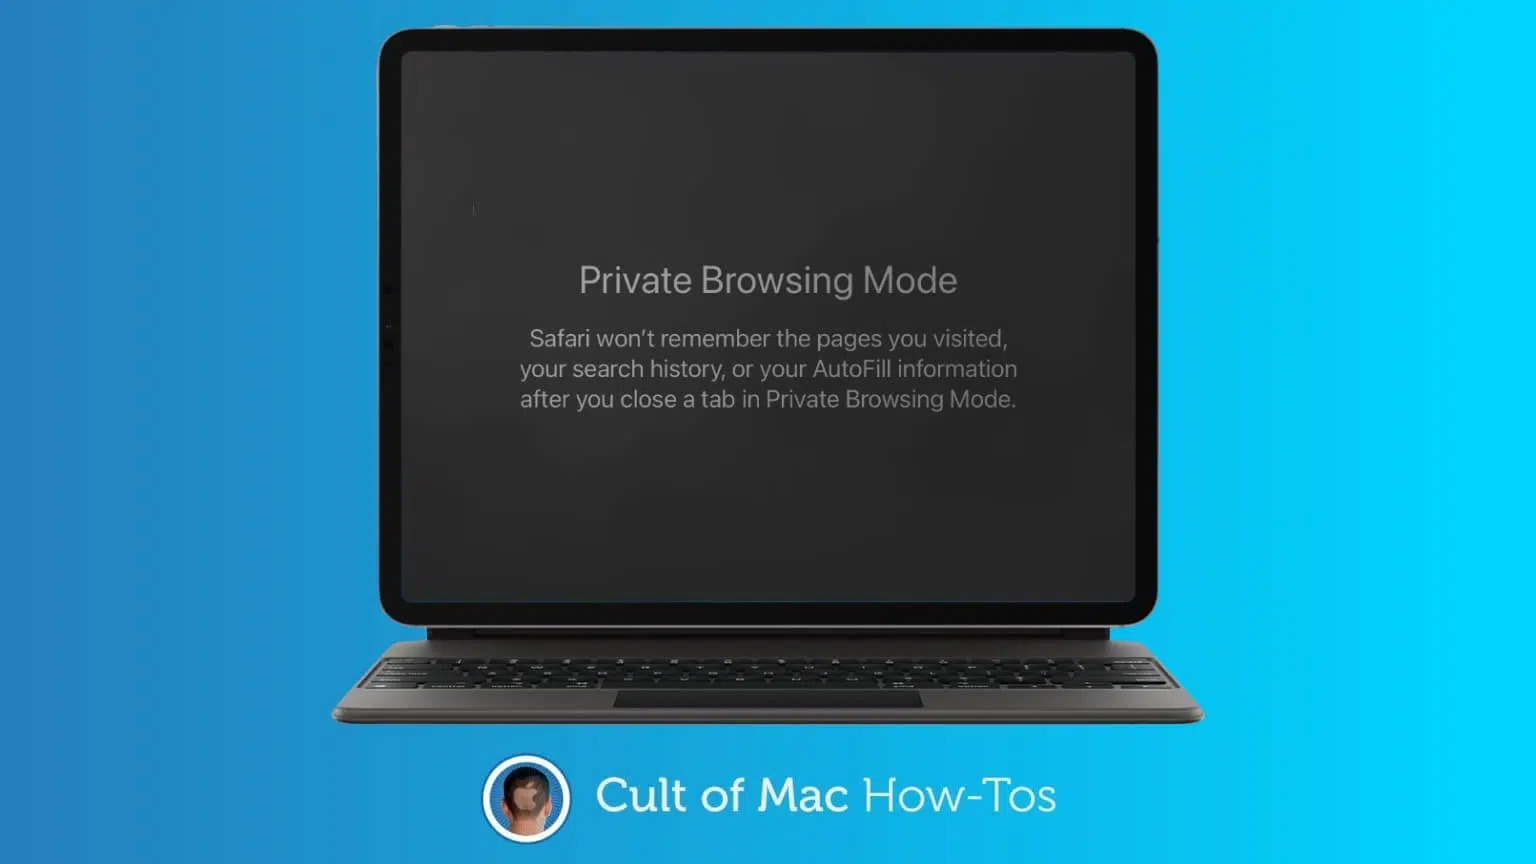 Private Browsing Mode
Safari won’t remember the pages you visited,
your search history, or your AutoFill information
after you close a tab in Private Browsing Mode.
Cult of Mac How-Tos